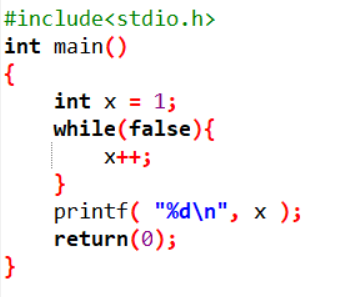 #include<stdio.h>
int main()
{
    int x = 1;
    while(false){
        x++;
    }
    printf( "%d\n", x );
    return(0);
}